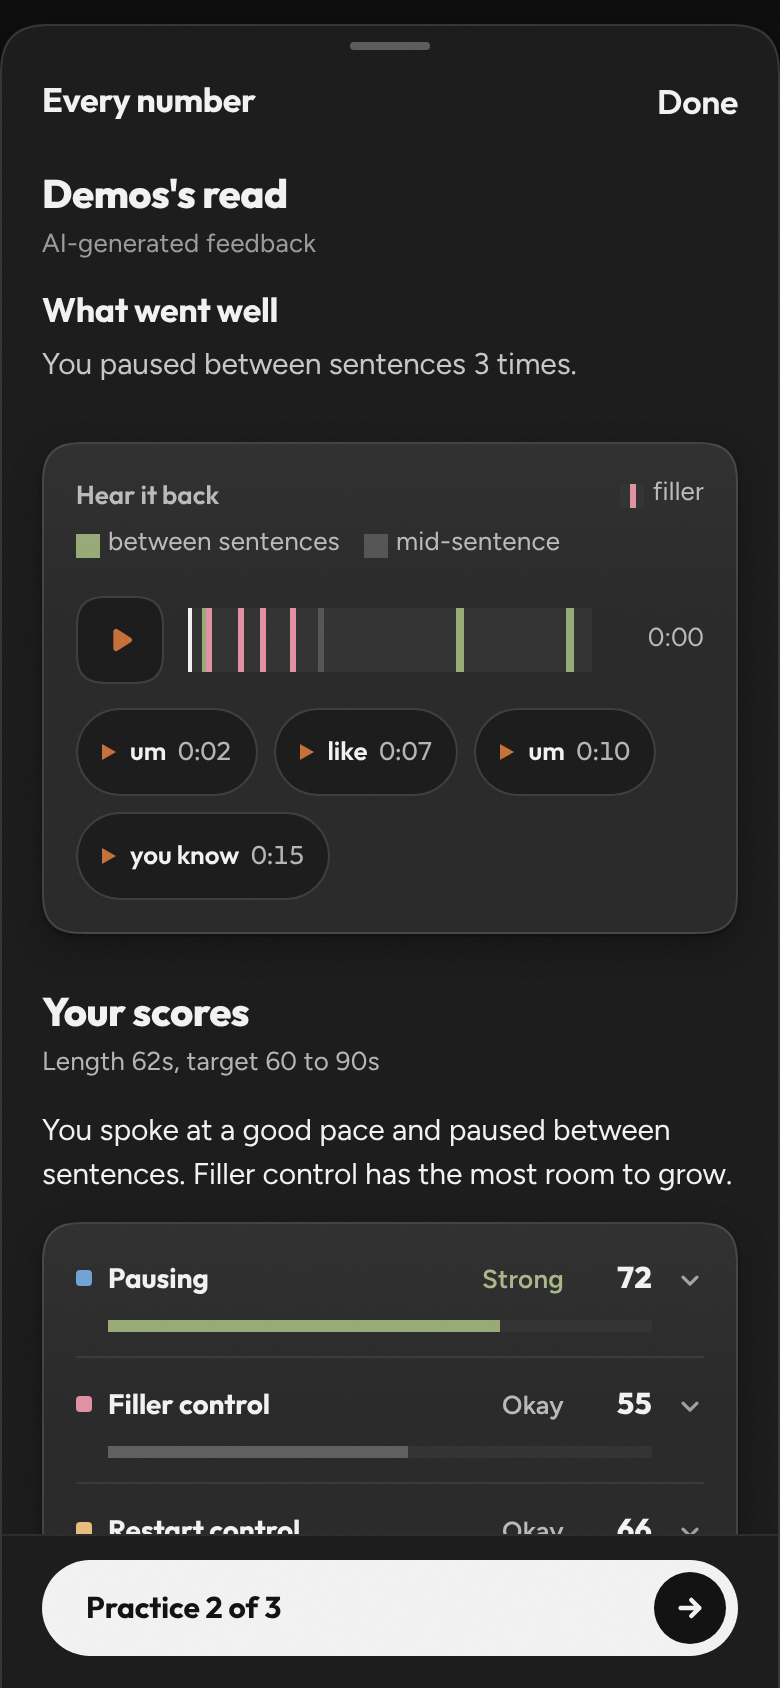 Every number
Done
Demos's read
AI-generated feedback
What went well
You paused between sentences 3 times.
Hear it back
filler
between sentences
mid-sentence
0:00
um 0:02
like 0:07
um 0:10
you know 0:15
Your scores
Length 62s, target 60 to 90s
You spoke at a good pace and paused between
sentences. Filler control has the most room to grow.
Pausing Strong 72
Filler control Okay 55
Restart control Okay 66
Practice 2 of 3